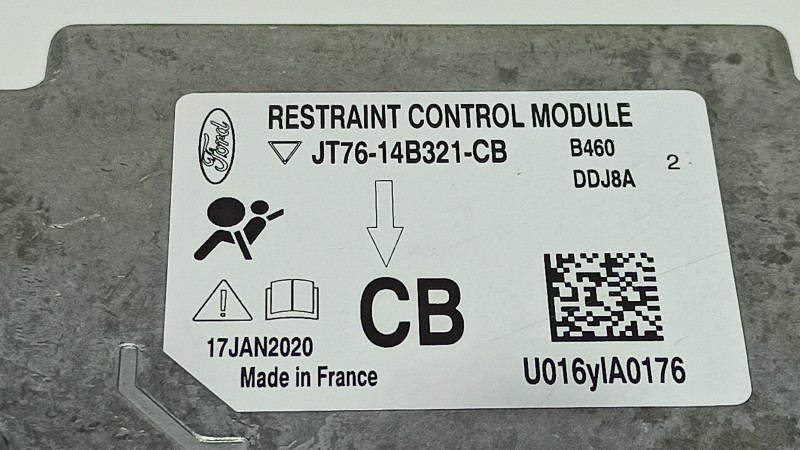 Ford
RESTRAINT CONTROL MODULE
JT76-14B321-CB
B460
2
DDJ8A
CB
17JAN2020
Made in France
U016yIA0176